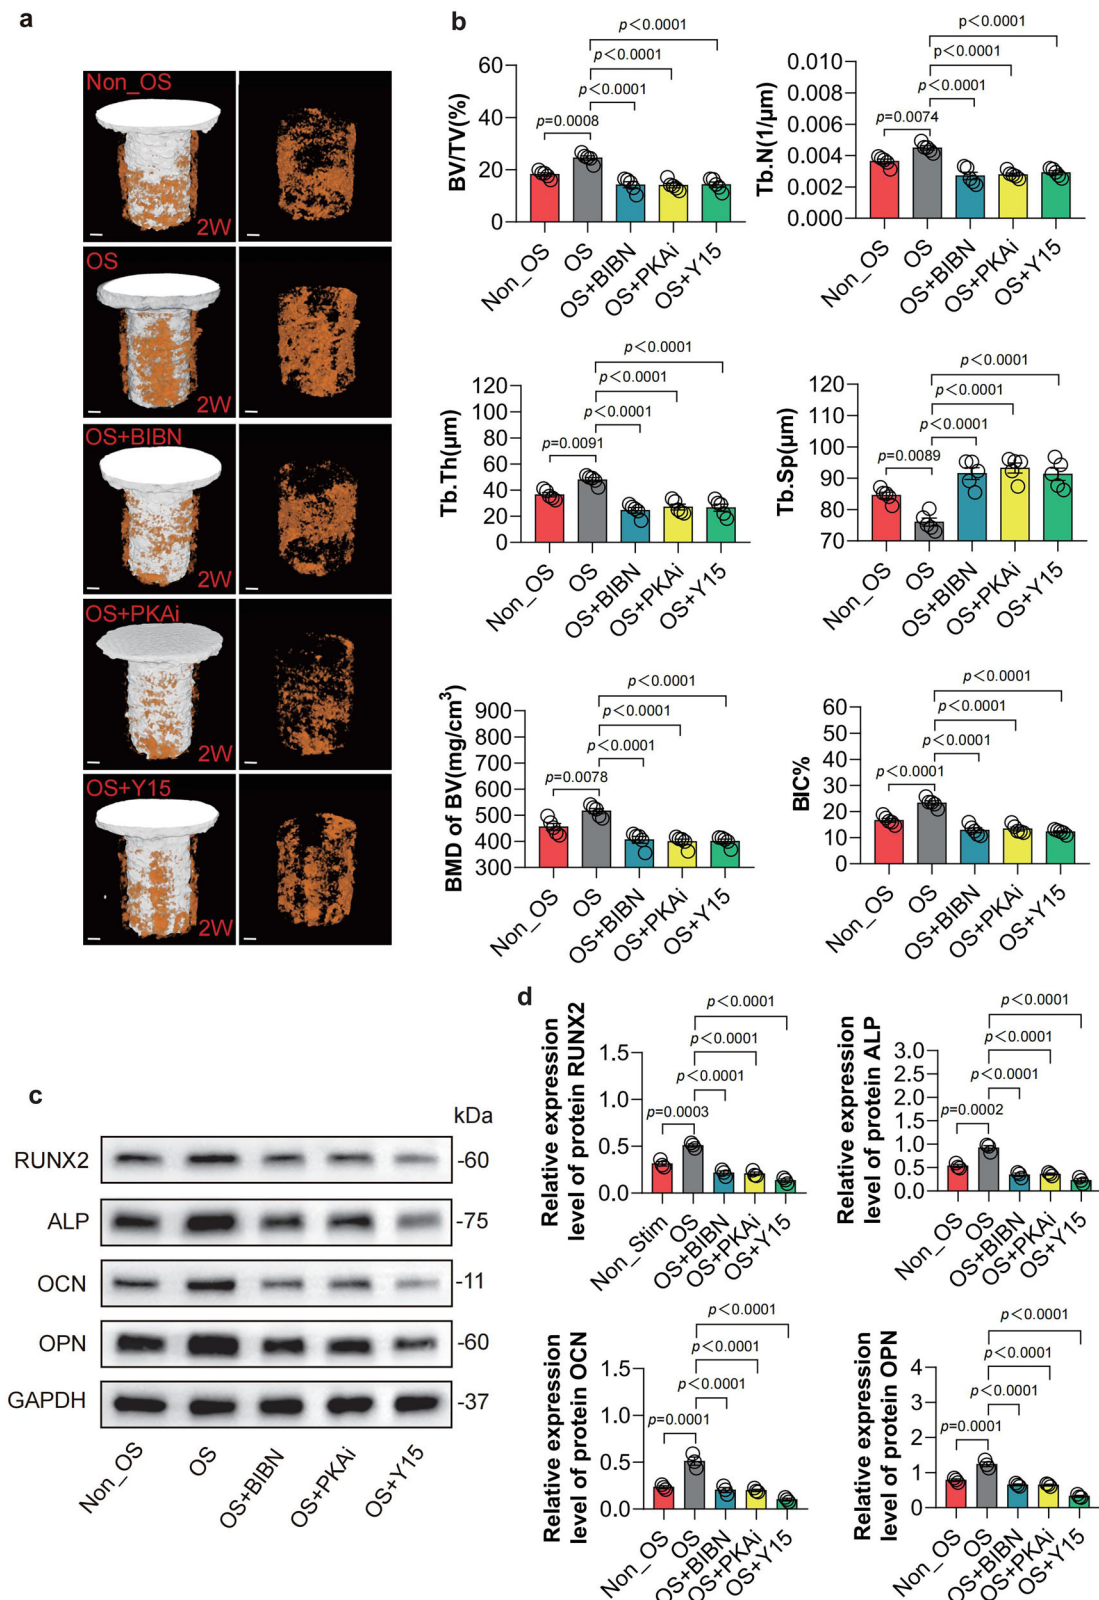 a
Non_OS
2W
OS
2W
OS+BIBN
2W
OS+PKAi
2W
OS+Y15
2W
b
p<0.0001
p<0.0001
p<0.0001
p=0.0008
BV/TV(%)
60
40
20
0
Non_OS
OS
OS+BIBN
OS+PKAi
OS+Y15
p<0.0001
p<0.0001
p<0.0001
p=0.0074
Tb.N(1/µm)
0.010
0.008
0.006
0.004
0.002
0.000
Non_OS
OS
OS+BIBN
OS+PKAi
OS+Y15
p<0.0001
p<0.0001
p<0.0001
p=0.0091
Tb.Th(µm)
120
100
80
60
40
20
0
Non_OS
OS
OS+BIBN
OS+PKAi
OS+Y15
p<0.0001
p<0.0001
p<0.0001
p=0.0089
Tb.Sp(µm)
120
110
100
90
80
70
Non_OS
OS
OS+BIBN
OS+PKAi
OS+Y15
p<0.0001
p<0.0001
p<0.0001
p=0.0078
BMD of BV(mg/cm³)
900
800
700
600
500
400
300
Non_OS
OS
OS+BIBN
OS+PKAi
OS+Y15
p<0.0001
p<0.0001
p<0.0001
p<0.0001
BIC%
60
50
40
30
20
10
0
Non_OS
OS
OS+BIBN
OS+PKAi
OS+Y15
c
kDa
RUNX2
-60
ALP
-75
OCN
-11
OPN
-60
GAPDH
-37
Non_OS
OS
OS+BIBN
OS+PKAi
OS+Y15
d
p<0.0001
p<0.0001
p<0.0001
p=0.0003
Relative expression
level of protein RUNX2
1.5
1.0
0.5
0.0
Non_Stim
OS
OS+BIBN
OS+PKAi
OS+Y15
p<0.0001
p<0.0001
p<0.0001
p=0.0002
Relative expression
level of protein ALP
3.0
2.5
2.0
1.5
1.0
0.5
0.0
Non_OS
OS
OS+BIBN
OS+PKAi
OS+Y15
p<0.0001
p<0.0001
p<0.0001
p=0.0001
Relative expression
level of protein OCN
1.5
1.0
0.5
0.0
Non_OS
OS
OS+BIBN
OS+PKAi
OS+Y15
p<0.0001
p<0.0001
p<0.0001
p=0.0001
Relative expression
level of protein OPN
4
3
2
1
0
Non_OS
OS
OS+BIBN
OS+PKAi
OS+Y15